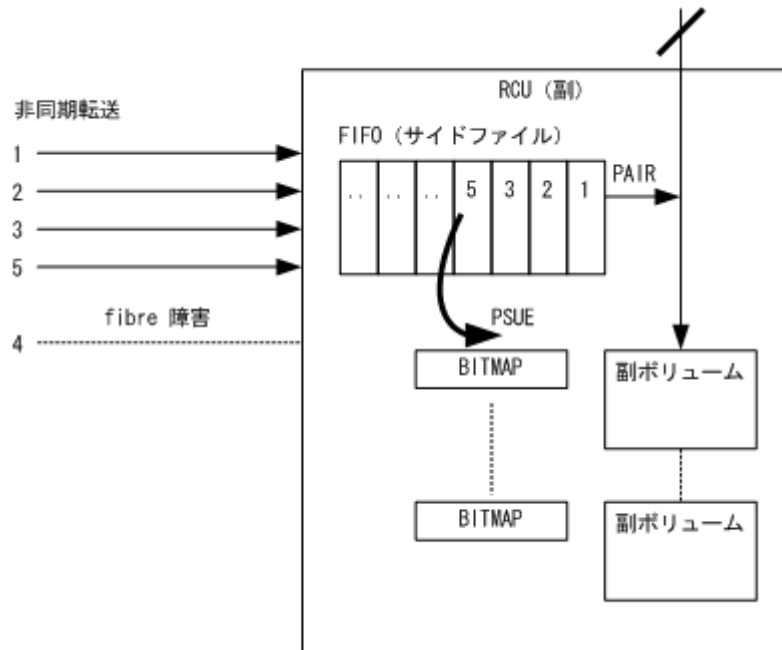 RCU (副)
非同期転送
FIFO (サイドファイル)
1
2
3
5
fibre 障害
4
.. .. .. 5 3 2 1
PAIR
PSUE
BITMAP
副ボリューム
BITMAP
副ボリューム